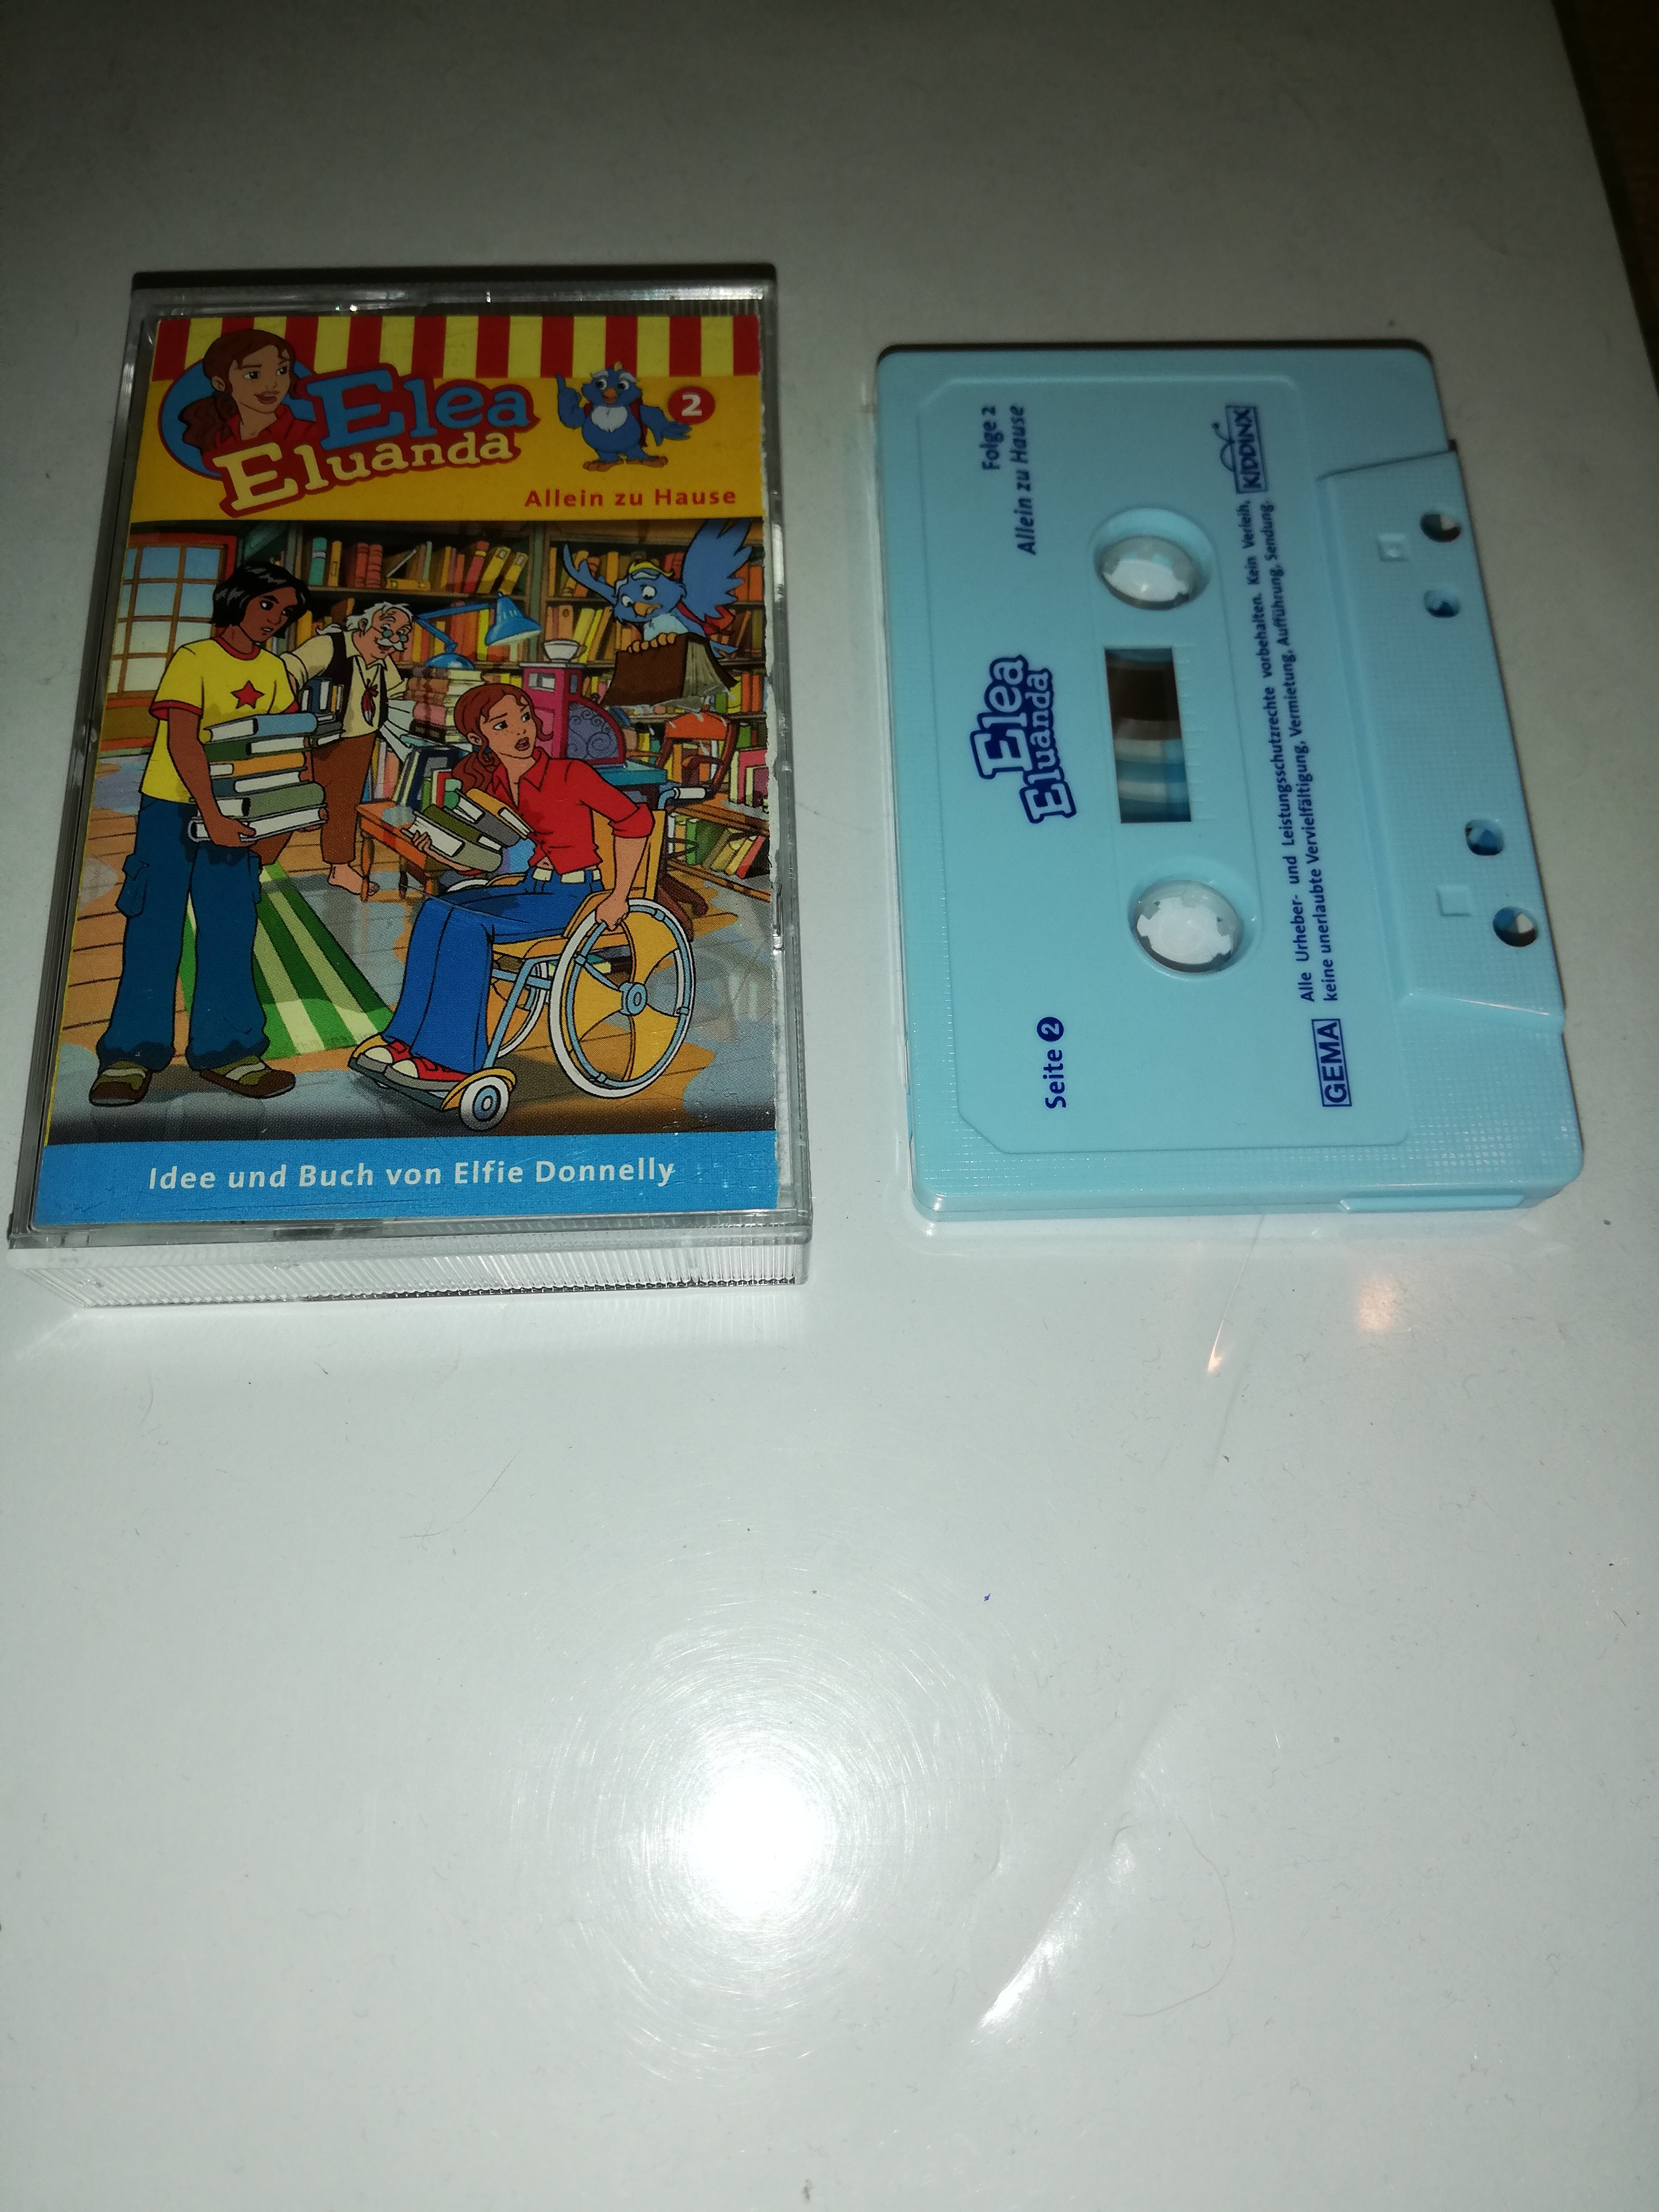 Elea
Eluanda
2
Allein zu Hause
Idee und Buch von Elfie Donnelly
Folge 2
Allein zu Hause
Elea
Eluanda
Seite 2
KIDDINX
Alle Urheber- und Leistungsschutzrechte vorbehalten. Kein Verleih,
keine unerlaubte Vervielfältigung, Vermietung, Aufführung, Sendung.
GEMA